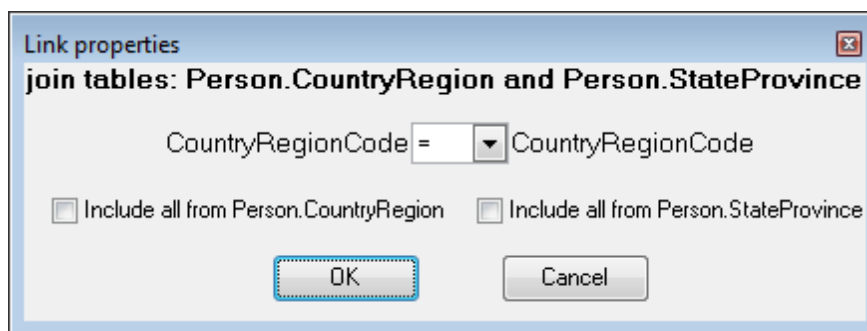 Link properties
join tables: Person.CountryRegion and Person.StateProvince
CountryRegionCode = CountryRegionCode
Include all from Person.CountryRegion Include all from Person.StateProvince
OK Cancel